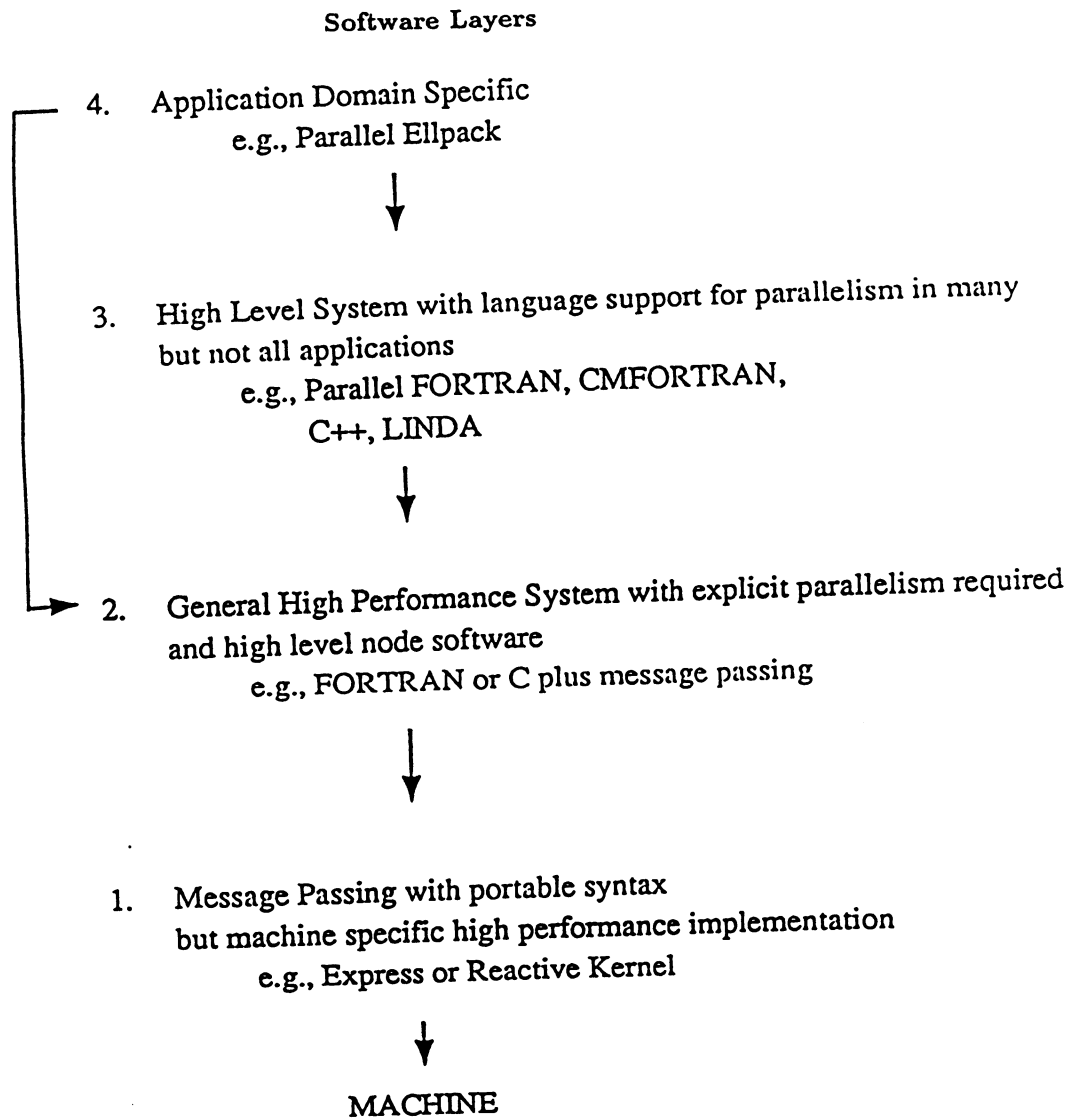 Software Layers
4. Application Domain Specific
e.g., Parallel Ellpack
3. High Level System with language support for parallelism in many
but not all applications
e.g., Parallel FORTRAN, CMFORTRAN,
C++, LINDA
2. General High Performance System with explicit parallelism required
and high level node software
e.g., FORTRAN or C plus message passing
1. Message Passing with portable syntax
but machine specific high performance implementation
e.g., Express or Reactive Kernel
MACHINE